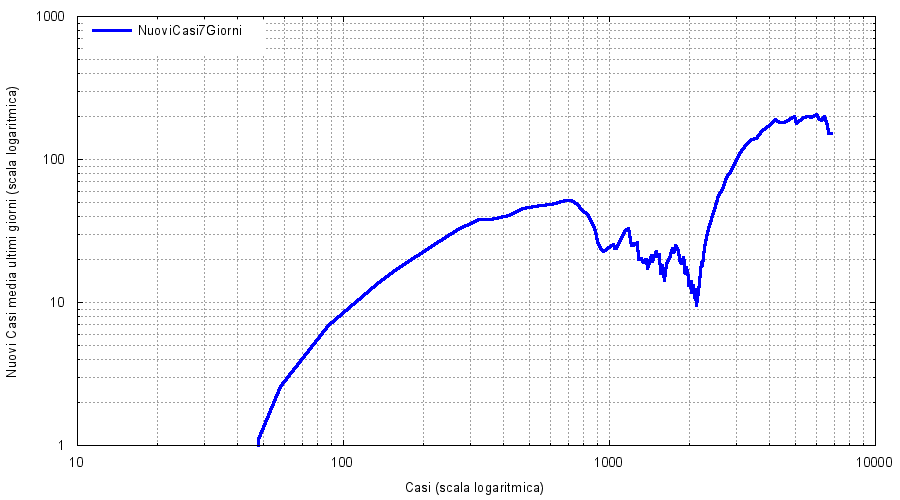 1000
NuoviCasi7Giorni
100
10
1
Nuovi Casi media ultimi giorni (scala logaritmica)
10 100 1000 10000
Casi (scala logaritmica)